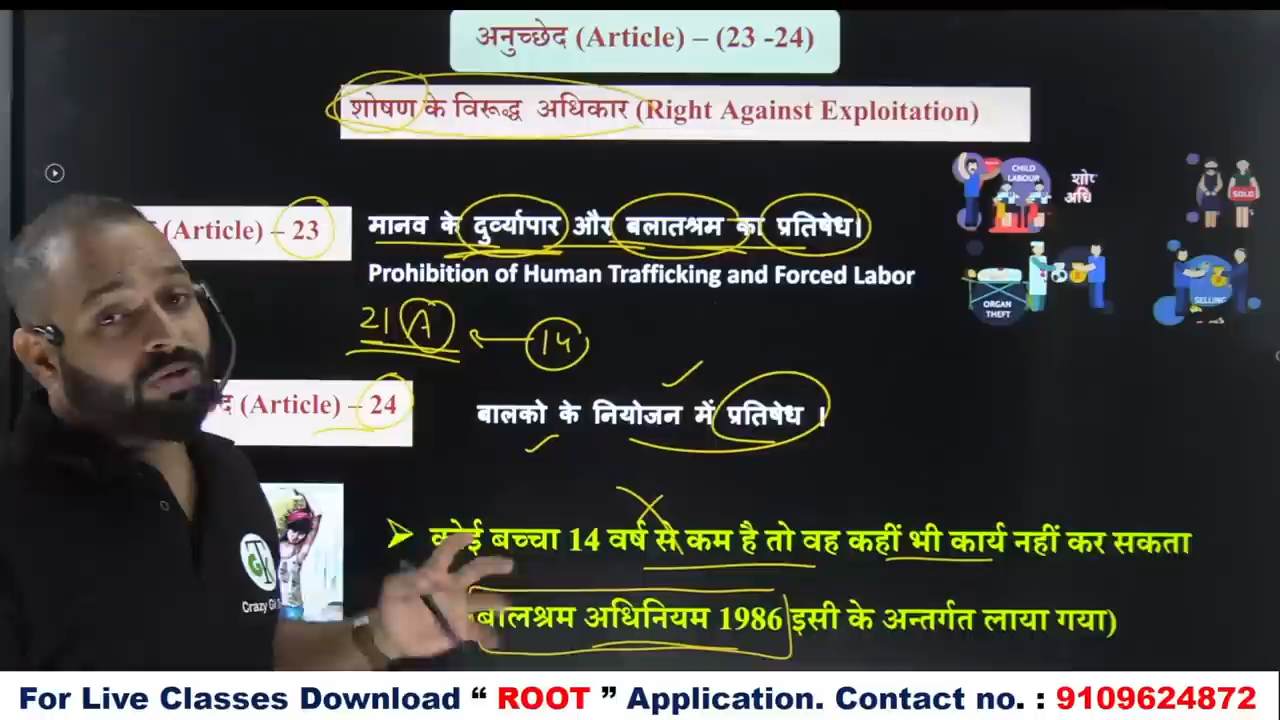 अनुच्छेद (Article) – (23 -24)
शोषण के विरूद्ध अधिकार (Right Against Exploitation)
CHILD LABOUR
SOLD
(Article) – 23
मानव के दुर्व्यापार और बलातश्रम का प्रतिषेध।
Prohibition of Human Trafficking and Forced Labor
ORGAN THEFT
SELLING
21 A
14
(Article) – 24
बालको के नियोजन में प्रतिषेध ।
कोई बच्चा 14 वर्ष से कम है तो वह कहीं भी कार्य नहीं कर सकता
बालश्रम अधिनियम 1986 इसी के अन्तर्गत लाया गया)
Crazy
For Live Classes Download “ ROOT ” Application. Contact no. : 9109624872